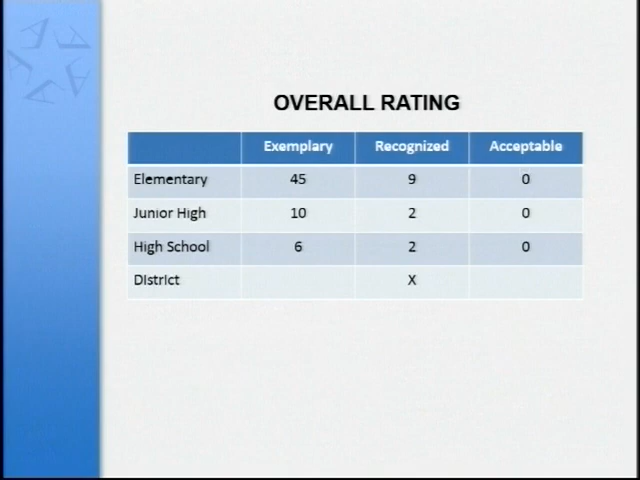 OVERALL RATING
Exemplary Recognized Acceptable
Elementary 45 9 0
Junior High 10 2 0
High School 6 2 0
District X